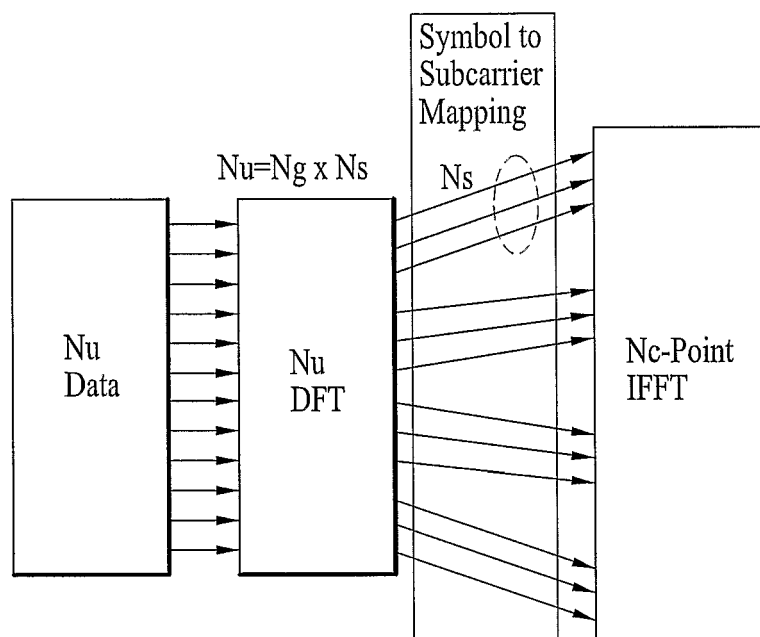 Symbol to
Subcarrier
Mapping
Nu=Ng x Ns
Ns
Nu
Data
Nu
DFT
Nc-Point
IFFT